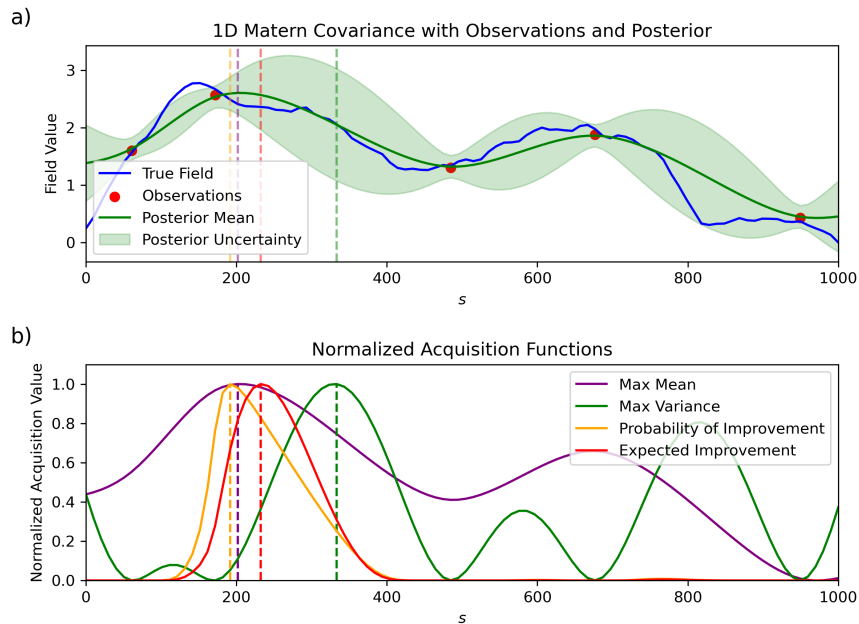 a)
1D Matern Covariance with Observations and Posterior
Field Value
3
2
1
0
True Field
Observations
Posterior Mean
Posterior Uncertainty
0 200 400 600 800 1000
s
b)
Normalized Acquisition Functions
Normalized Acquisition Value
1.0
0.8
0.6
0.4
0.2
0.0
Max Mean
Max Variance
Probability of Improvement
Expected Improvement
0 200 400 600 800 1000
s